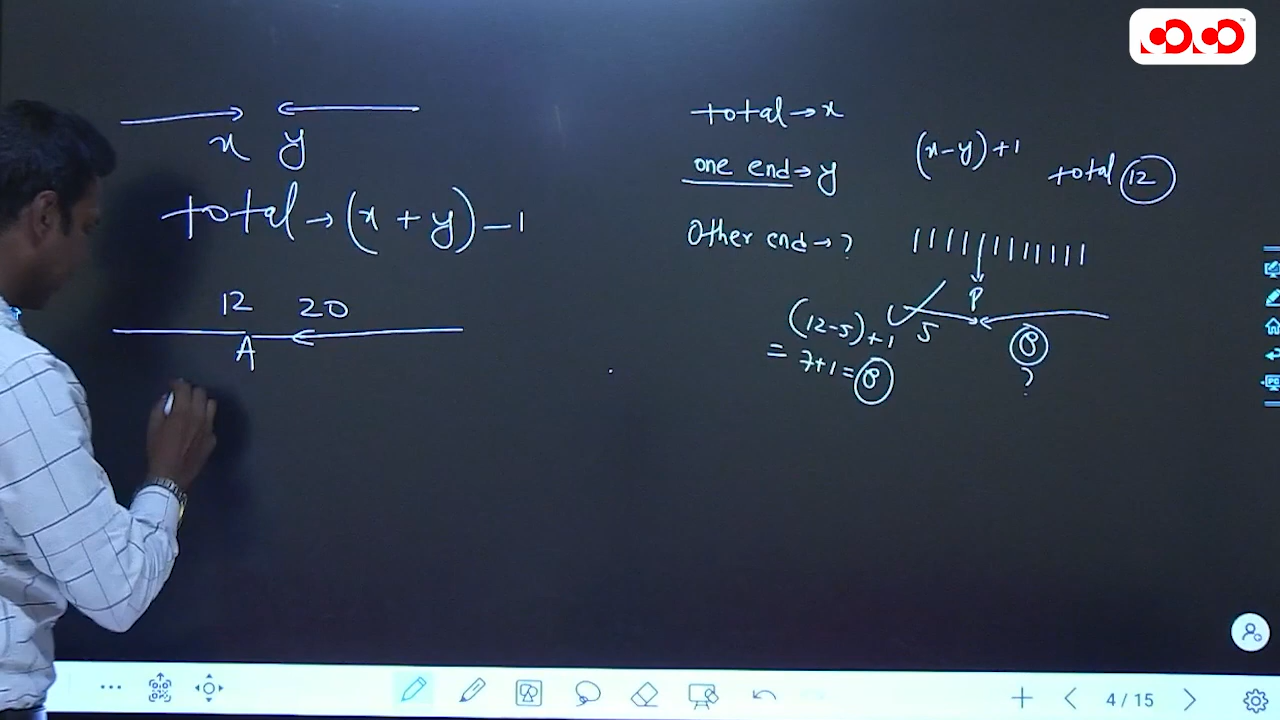 x y
total → (x + y) - 1
12 20
A
total → x
one end → y
(x-y)+1
total 12
Other end → ?
P
5
8
?
(12-5)+1
= 7+1 = 8
4 / 15